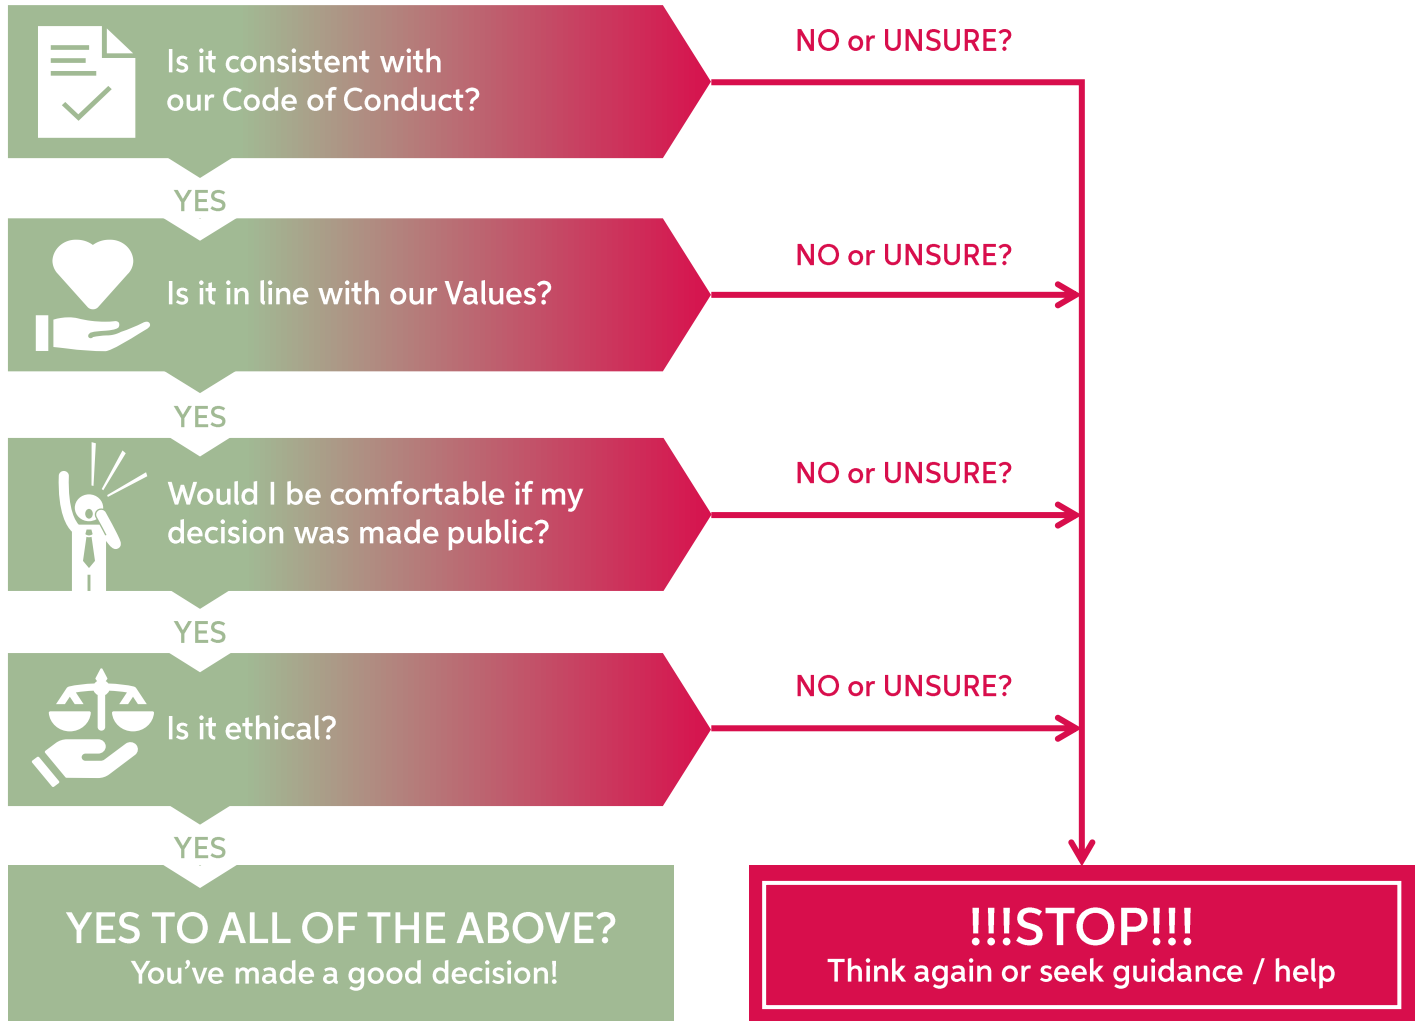 Is it consistent with
our Code of Conduct?
NO or UNSURE?
YES
Is it in line with our Values?
NO or UNSURE?
YES
Would I be comfortable if my
decision was made public?
NO or UNSURE?
YES
Is it ethical?
NO or UNSURE?
YES
YES TO ALL OF THE ABOVE?
You’ve made a good decision!
!!!STOP!!!
Think again or seek guidance / help